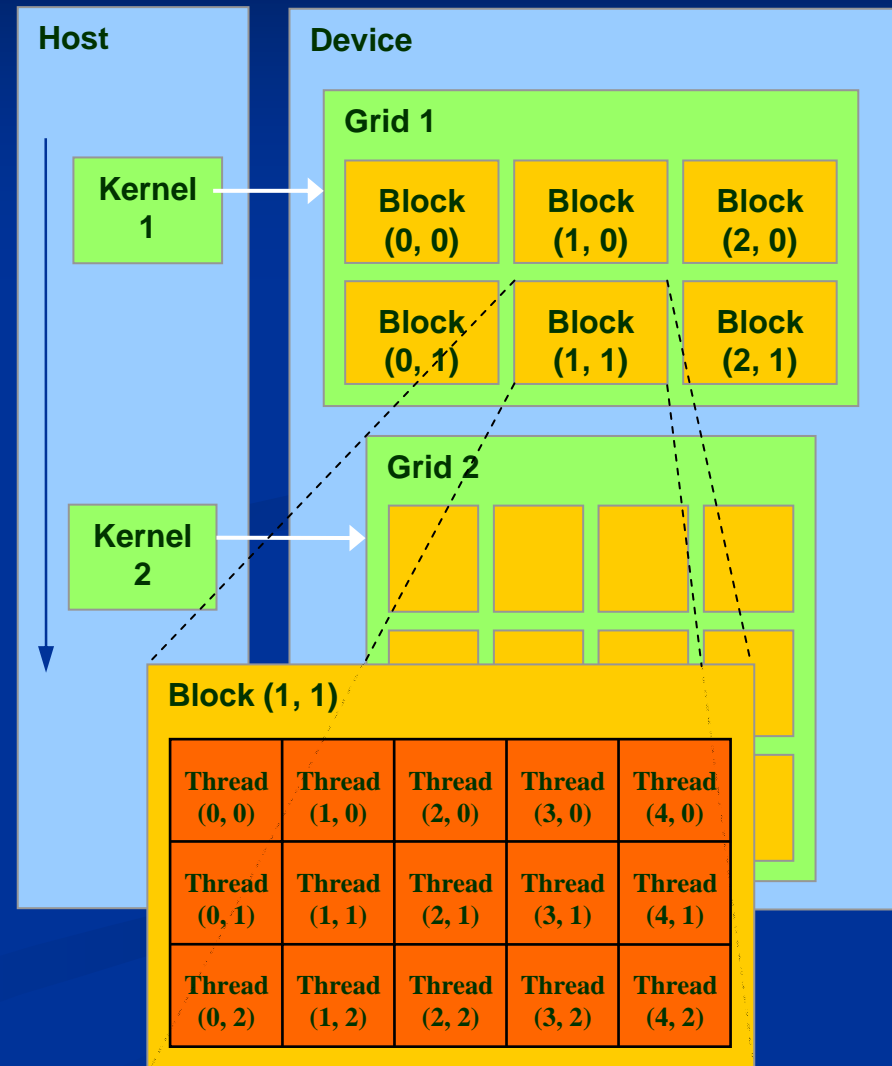 Host
Device
Grid 1
Kernel
1
Block
(0, 0)
Block
(1, 0)
Block
(2, 0)
Block
(0, 1)
Block
(1, 1)
Block
(2, 1)
Grid 2
Kernel
2
Block (1, 1)
Thread
(0, 0)
Thread
(1, 0)
Thread
(2, 0)
Thread
(3, 0)
Thread
(4, 0)
Thread
(0, 1)
Thread
(1, 1)
Thread
(2, 1)
Thread
(3, 1)
Thread
(4, 1)
Thread
(0, 2)
Thread
(1, 2)
Thread
(2, 2)
Thread
(3, 2)
Thread
(4, 2)